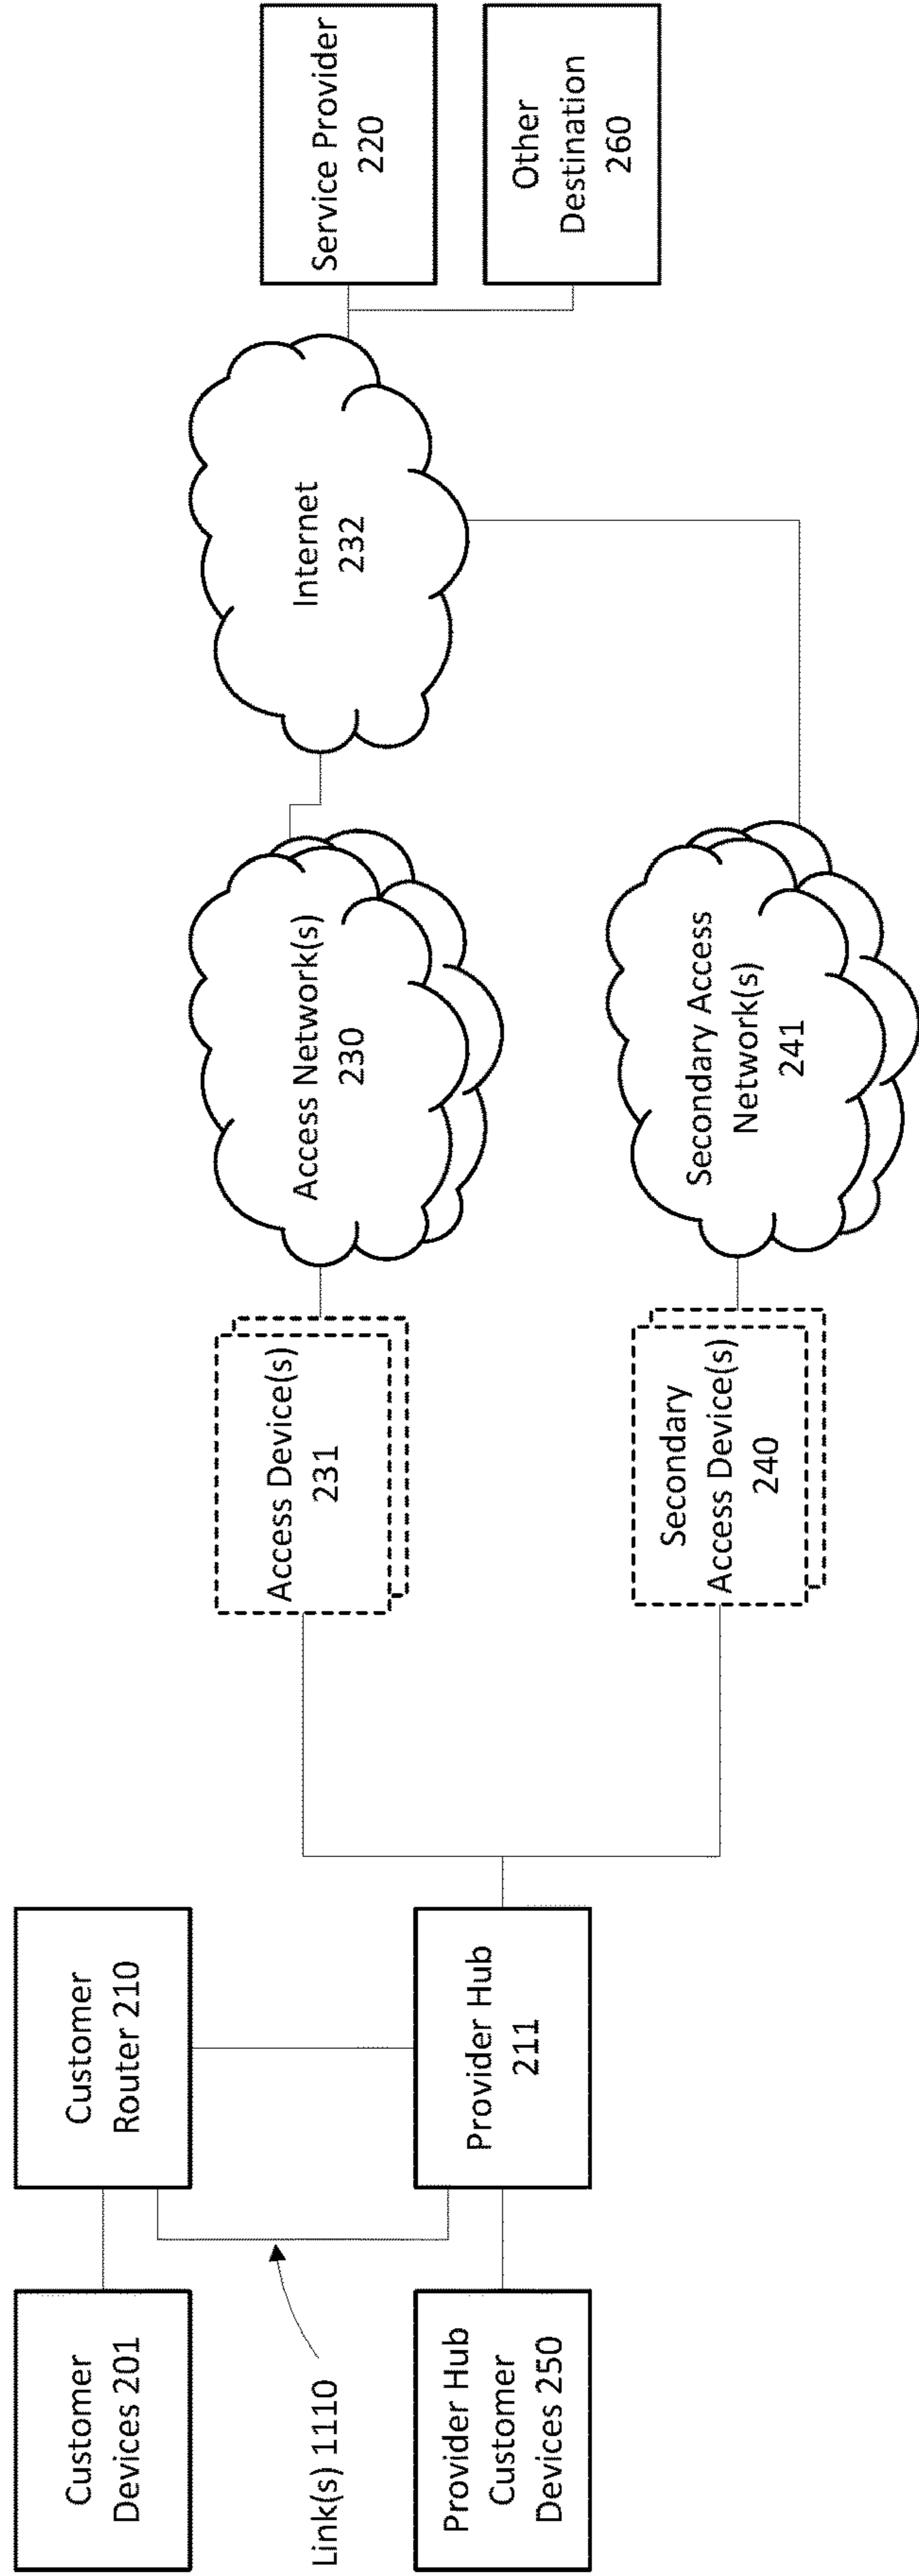 Customer
Devices 201
Customer
Router 210
Link(s) 1110
Provider Hub
Customer
Devices 250
Provider Hub
211
Access Device(s)
231
Secondary
Access Device(s)
240
Access Network(s)
230
Secondary Access
Network(s)
241
Internet
232
Service Provider
220
Other
Destination
260